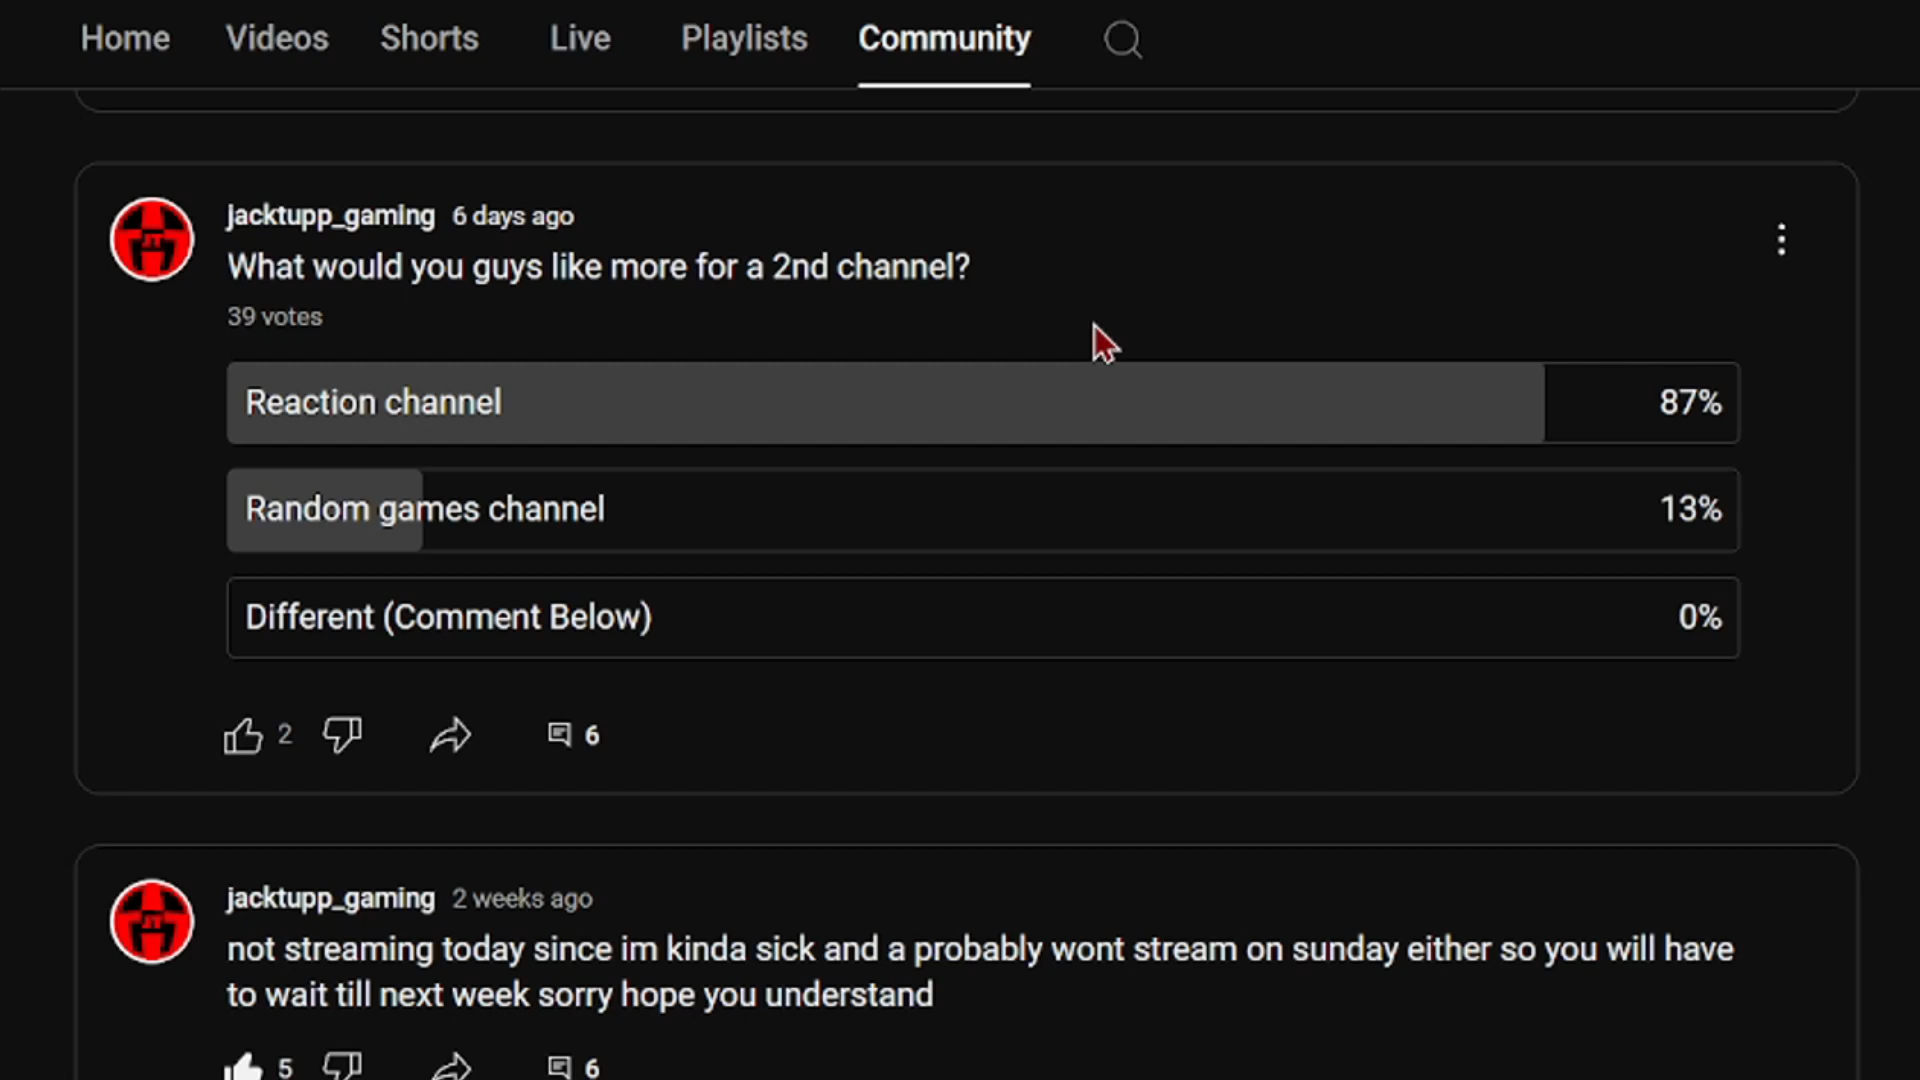 Home Videos Shorts Live Playlists Community
jacktupp_gaming 6 days ago
What would you guys like more for a 2nd channel?
39 votes
Reaction channel 87%
Random games channel 13%
Different (Comment Below) 0%
2 6
jacktupp_gaming 2 weeks ago
not streaming today since im kinda sick and a probably wont stream on sunday either so you will have
to wait till next week sorry hope you understand
5 6